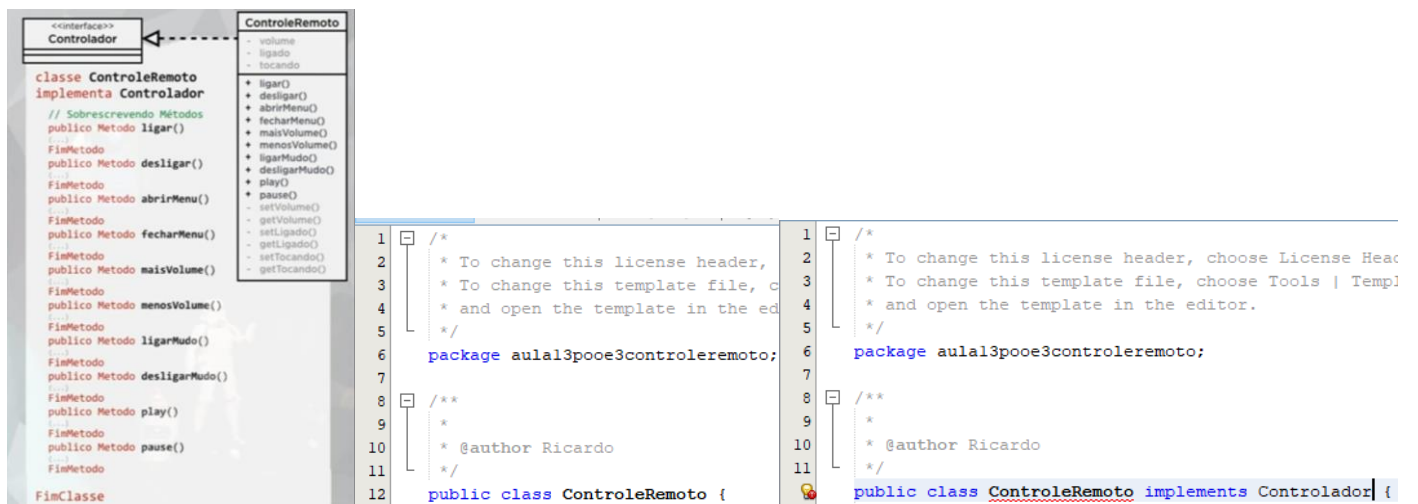 <<interface>>
Controlador
classe ControleRemoto
implementa Controlador
// Sobrescrevendo Métodos
publico Metodo ligar()
(...)
FimMetodo
publico Metodo desligar()
(...)
FimMetodo
publico Metodo abrirMenu()
(...)
FimMetodo
publico Metodo fecharMenu()
(...)
FimMetodo
publico Metodo maisVolume()
(...)
FimMetodo
publico Metodo menosVolume()
(...)
FimMetodo
publico Metodo ligarMudo()
(...)
FimMetodo
publico Metodo desligarMudo()
(...)
FimMetodo
publico Metodo play()
(...)
FimMetodo
publico Metodo pause()
(...)
FimMetodo
FimClasse
ControleRemoto
- volume
- ligado
- tocando
+ ligar()
+ desligar()
+ abrirMenu()
+ fecharMenu()
+ maisVolume()
+ menosVolume()
+ ligarMudo()
+ desligarMudo()
+ play()
+ pause()
- setVolume()
- getVolume()
- setLigado()
- getLigado()
- setTocando()
- getTocando()
1 /*
2 * To change this license header,
3 * To change this template file, c
4 * and open the template in the ed
5 */
6 package aula13pooe3controleremoto;
7
8 /**
9 *
10 * @author Ricardo
11 */
12 public class ControleRemoto {
1 /*
2 * To change this license header, choose License Head
3 * To change this template file, choose Tools | Templ
4 * and open the template in the editor.
5 */
6 package aula13pooe3controleremoto;
7
8 /**
9 *
10 * @author Ricardo
11 */
public class ControleRemoto implements Controlador {